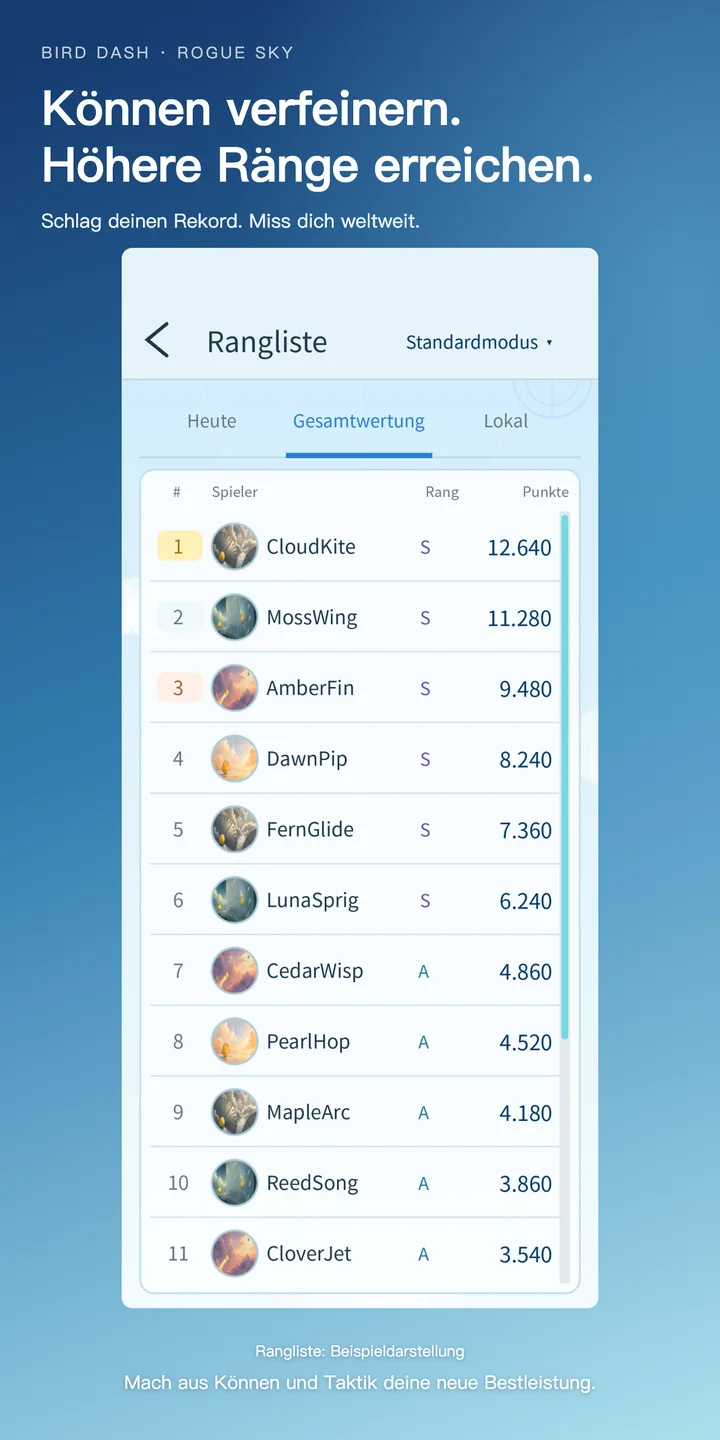 BIRD DASH · ROGUE SKY
Können verfeinern.
Höhere Ränge erreichen.
Schlag deinen Rekord. Miss dich weltweit.
Rangliste Standardmodus ▾
Heute Gesamtwertung Lokal
# Spieler Rang Punkte
1 CloudKite S 12.640
2 MossWing S 11.280
3 AmberFin S 9.480
4 DawnPip S 8.240
5 FernGlide S 7.360
6 LunaSprig S 6.240
7 CedarWisp A 4.860
8 PearlHop A 4.520
9 MapleArc A 4.180
10 ReedSong A 3.860
11 CloverJet A 3.540
Rangliste: Beispieldarstellung
Mach aus Können und Taktik deine neue Bestleistung.